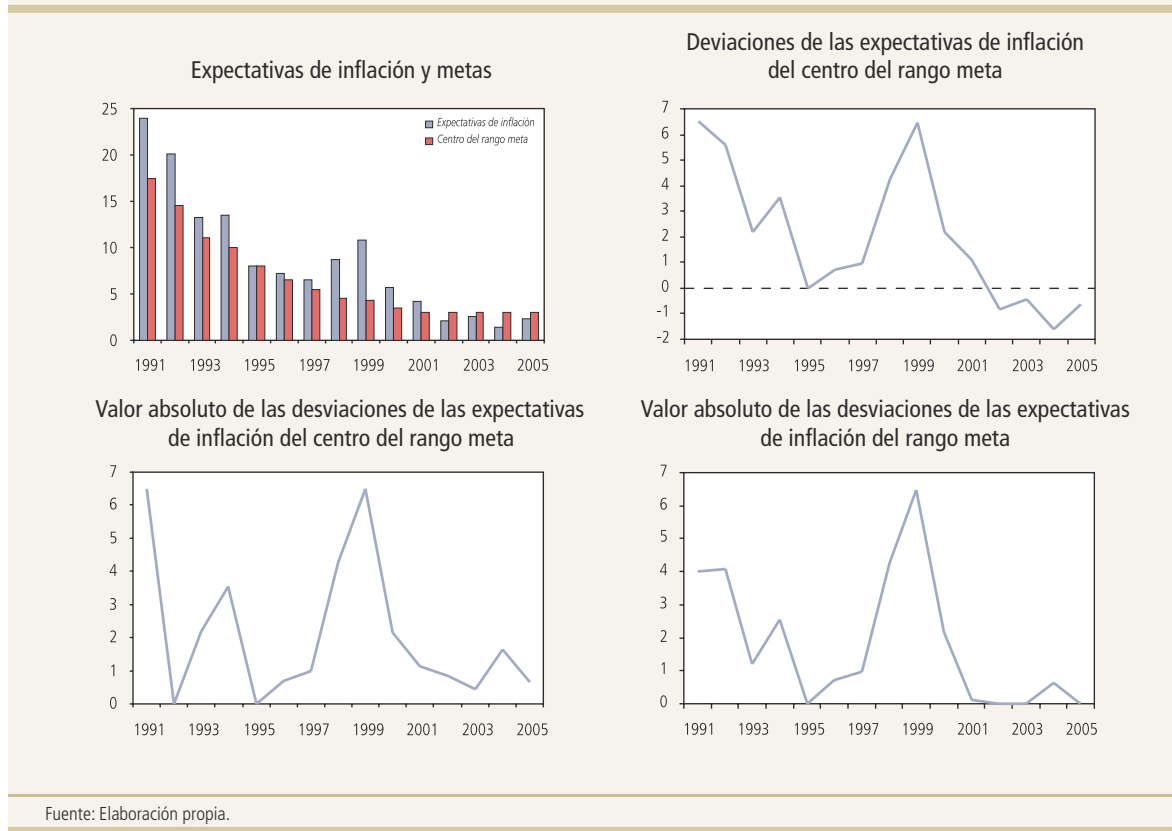 Expectativas de inflación y metas
25
20
15
10
5
0
Expectativas de inflación
Centro del rango meta
1991 1993 1995 1997 1999 2001 2003 2005
Deviaciones de las expectativas de inflación
del centro del rango meta
7
6
5
4
3
2
1
0
-1
-2
1991 1993 1995 1997 1999 2001 2003 2005
Valor absoluto de las desviaciones de las expectativas
de inflación del centro del rango meta
7
6
5
4
3
2
1
0
1991 1993 1995 1997 1999 2001 2003 2005
Valor absoluto de las desviaciones de las expectativas
de inflación del rango meta
7
6
5
4
3
2
1
0
1991 1993 1995 1997 1999 2001 2003 2005
Fuente: Elaboración propia.